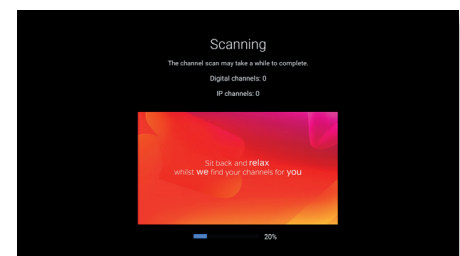 Scanning
The channel scan may take a while to complete.
Digital channels: 0
IP channels: 0
Sit back and relax
whilst we find your channels for you
20%